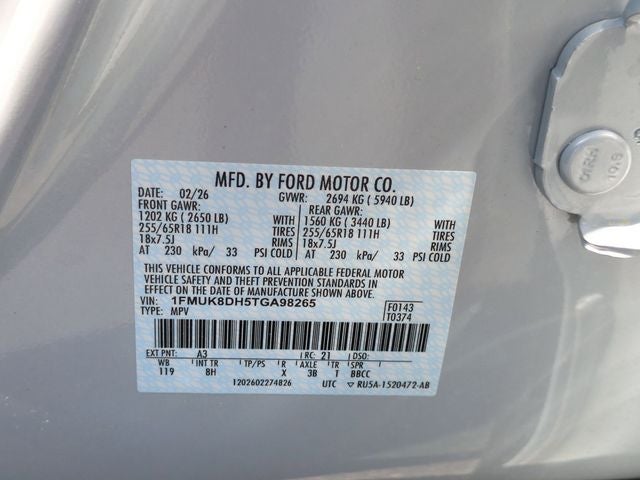 MFD. BY FORD MOTOR CO.
DATE: 02/26 GVWR: 2694 KG ( 5940 LB)
FRONT GAWR: REAR GAWR:
1202 KG ( 2650 LB) WITH 1560 KG ( 3440 LB) WITH
255/65R18 111H TIRES 255/65R18 111H TIRES
18x7.5J RIMS 18x7.5J RIMS
AT 230 kPa/ 33 PSI COLD AT 230 kPa/ 33 PSI COLD
THIS VEHICLE CONFORMS TO ALL APPLICABLE FEDERAL MOTOR
VEHICLE SAFETY AND THEFT PREVENTION STANDARDS IN EFFECT
ON THE DATE OF MANUFACTURE SHOWN ABOVE.
VIN: 1FMUK8DH5TGA98265 F0143
TYPE: MPV T0374
EXT PNT: A3 RC: 21 DSO:
WB INT TR TP/PS R AXLE TR SPR
119 8H X 3B T BBCC
1202602274826 UTC RU5A-1520472-AB